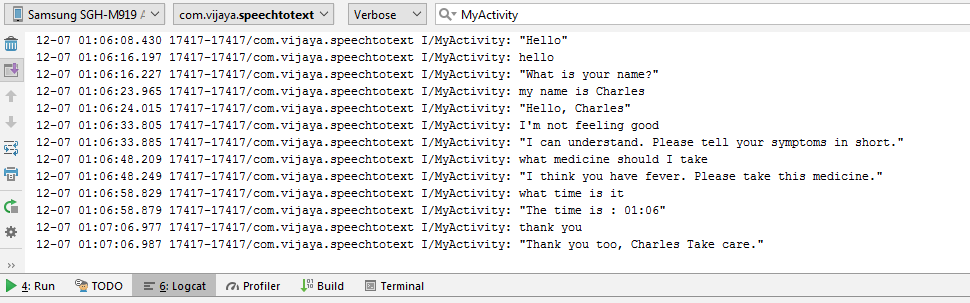 Samsung SGH-M919 A com.vijaya.speechtotext Verbose MyActivity
12-07 01:06:08.430 17417-17417/com.vijaya.speechtotext I/MyActivity: "Hello"
12-07 01:06:16.197 17417-17417/com.vijaya.speechtotext I/MyActivity: hello
12-07 01:06:16.227 17417-17417/com.vijaya.speechtotext I/MyActivity: "What is your name?"
12-07 01:06:23.965 17417-17417/com.vijaya.speechtotext I/MyActivity: my name is Charles
12-07 01:06:24.015 17417-17417/com.vijaya.speechtotext I/MyActivity: "Hello, Charles"
12-07 01:06:33.805 17417-17417/com.vijaya.speechtotext I/MyActivity: I'm not feeling good
12-07 01:06:33.885 17417-17417/com.vijaya.speechtotext I/MyActivity: "I can understand. Please tell your symptoms in short."
12-07 01:06:48.209 17417-17417/com.vijaya.speechtotext I/MyActivity: what medicine should I take
12-07 01:06:48.249 17417-17417/com.vijaya.speechtotext I/MyActivity: "I think you have fever. Please take this medicine."
12-07 01:06:58.829 17417-17417/com.vijaya.speechtotext I/MyActivity: what time is it
12-07 01:06:58.879 17417-17417/com.vijaya.speechtotext I/MyActivity: "The time is : 01:06"
12-07 01:07:06.977 17417-17417/com.vijaya.speechtotext I/MyActivity: thank you
12-07 01:07:06.987 17417-17417/com.vijaya.speechtotext I/MyActivity: "Thank you too, Charles Take care."
4: Run TODO 6: Logcat Profiler Build Terminal